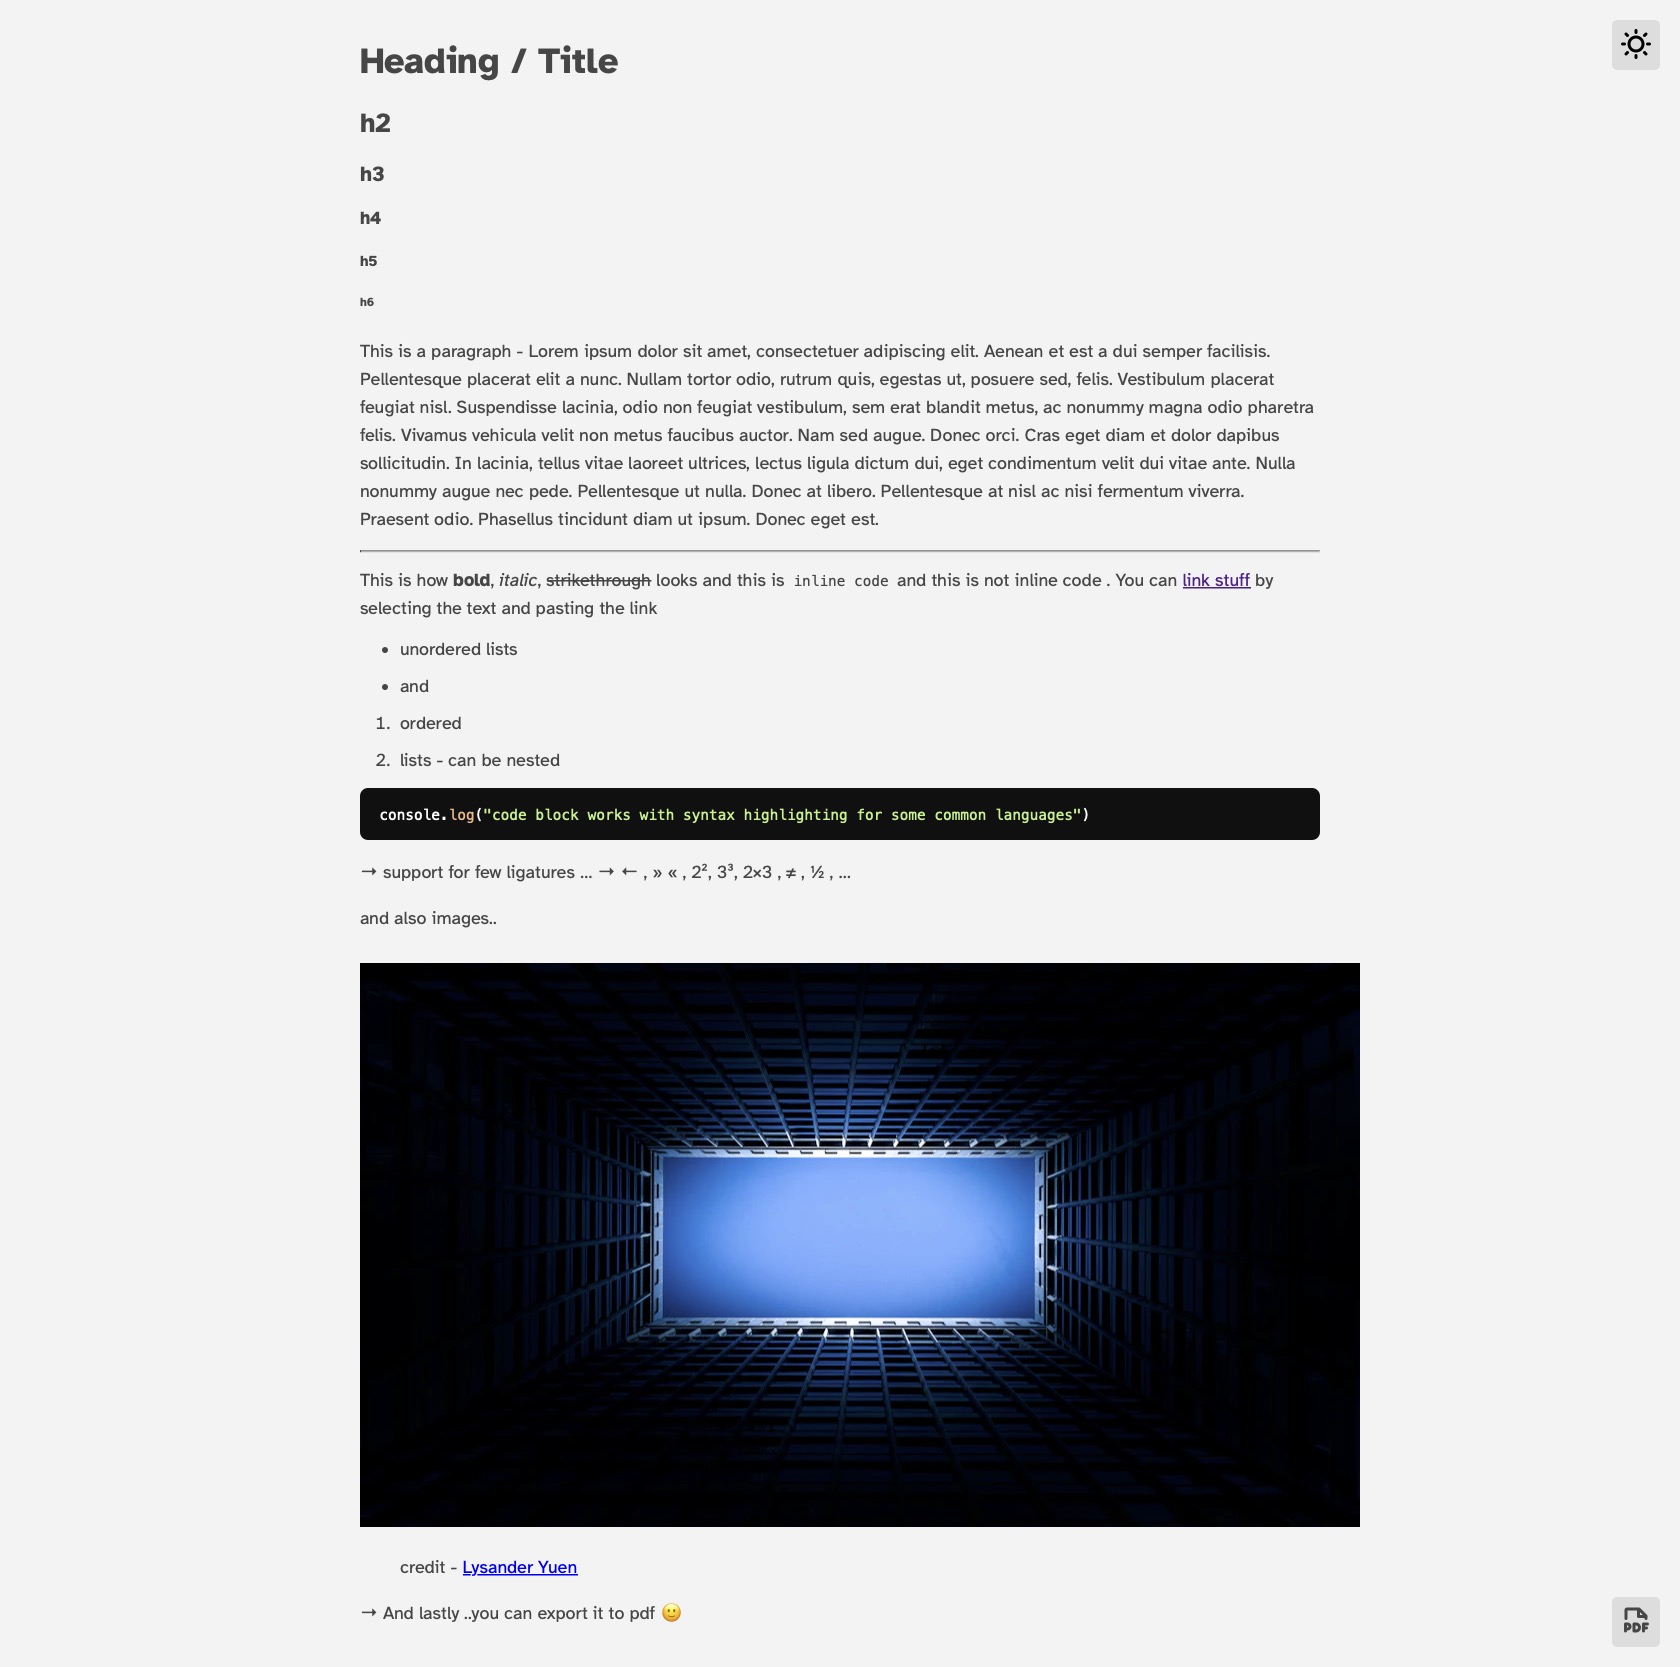 Heading / Title
h2
h3
h4
h5
h6
This is a paragraph - Lorem ipsum dolor sit amet, consectetuer adipiscing elit. Aenean et est a dui semper facilisis.
Pellentesque placerat elit a nunc. Nullam tortor odio, rutrum quis, egestas ut, posuere sed, felis. Vestibulum placerat
feugiat nisl. Suspendisse lacinia, odio non feugiat vestibulum, sem erat blandit metus, ac nonummy magna odio pharetra
felis. Vivamus vehicula velit non metus faucibus auctor. Nam sed augue. Donec orci. Cras eget diam et dolor dapibus
sollicitudin. In lacinia, tellus vitae laoreet ultrices, lectus ligula dictum dui, eget condimentum velit dui vitae ante. Nulla
nonummy augue nec pede. Pellentesque ut nulla. Donec at libero. Pellentesque at nisl ac nisi fermentum viverra.
Praesent odio. Phasellus tincidunt diam ut ipsum. Donec eget est.
This is how bold, italic, strikethrough looks and this is inline code and this is not inline code . You can link stuff by
selecting the text and pasting the link
• unordered lists
• and
1. ordered
2. lists - can be nested
console.log("code block works with syntax highlighting for some common languages")
→ support for few ligatures … → ← , » « , 2², 3³, 2×3 , ≠ , ½ , …
and also images..
credit - Lysander Yuen
→ And lastly ..you can export it to pdf 🙂
PDF